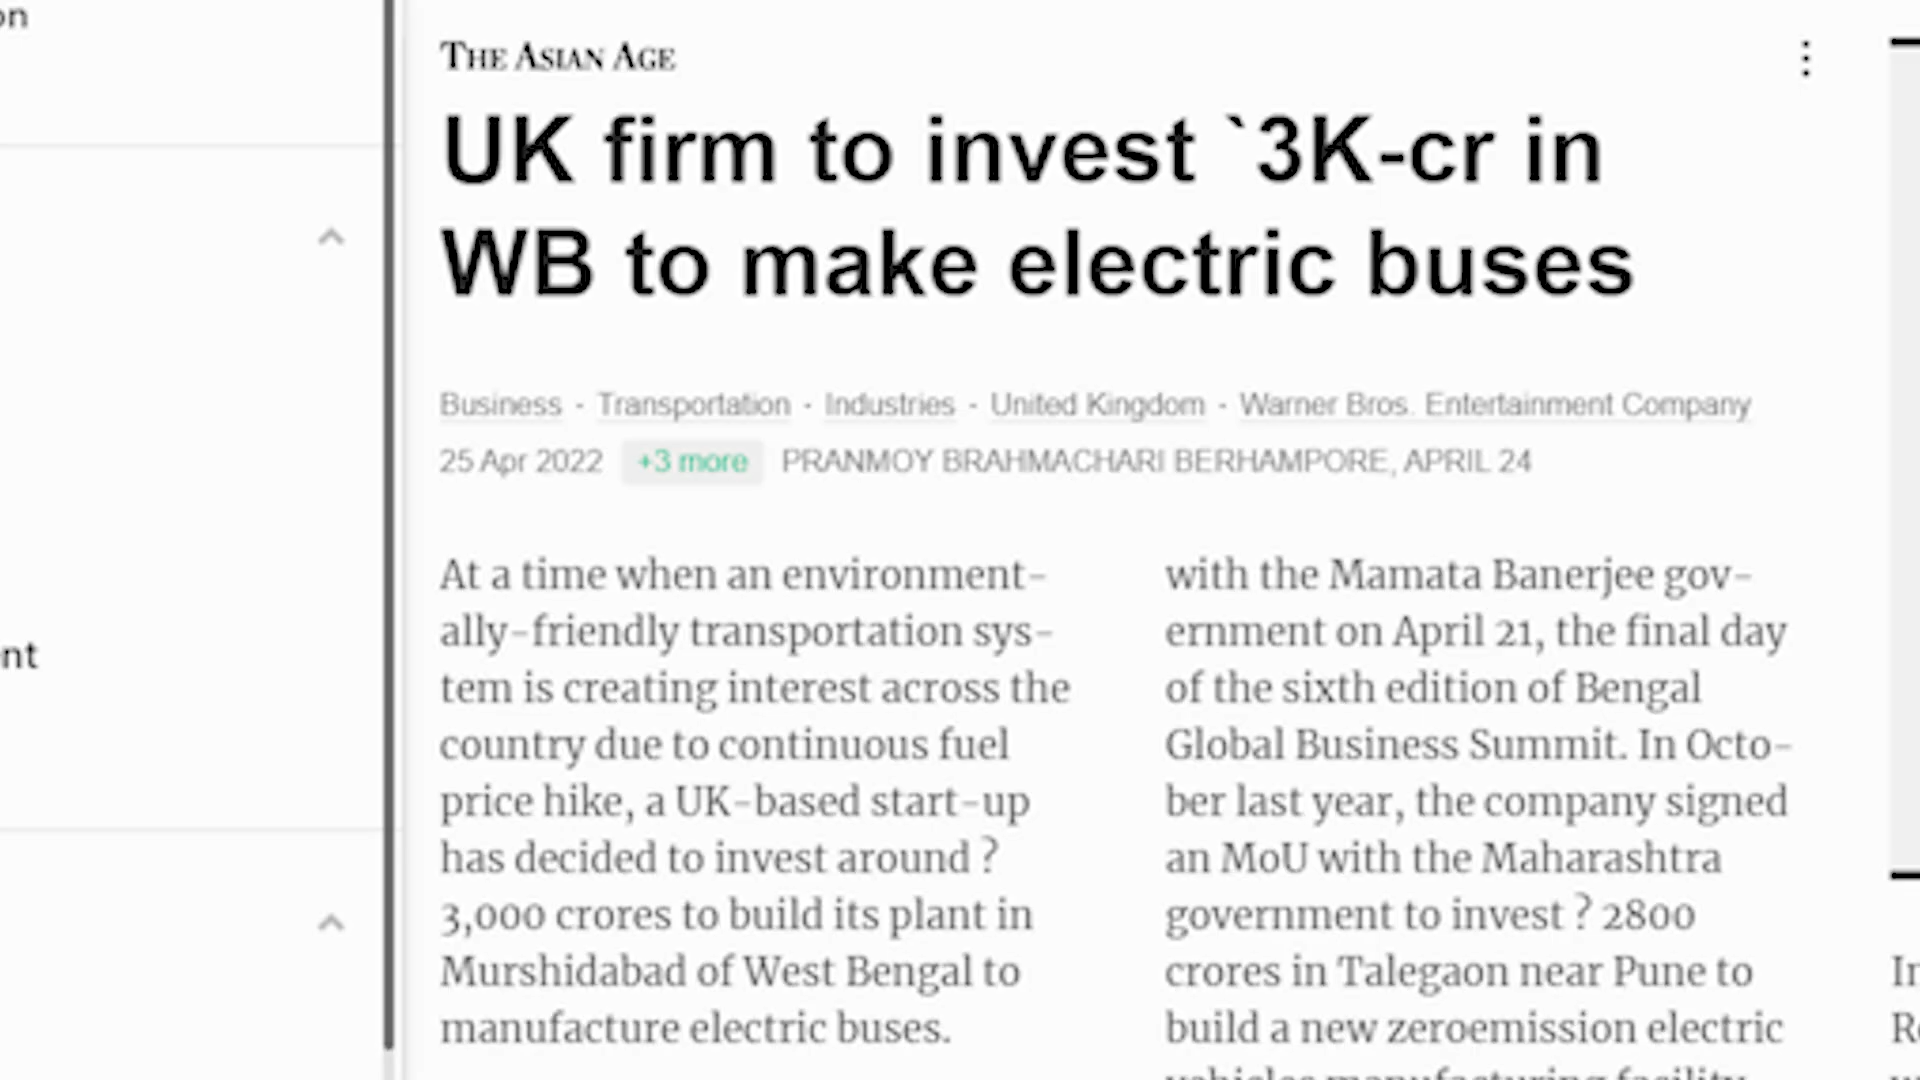 on
nt
THE ASIAN AGE
UK firm to invest `3K-cr in
WB to make electric buses
Business - Transportation - Industries - United Kingdom - Warner Bros. Entertainment Company
25 Apr 2022 +3 more PRANMOY BRAHMACHARI BERHAMPORE, APRIL 24
At a time when an environment-
ally-friendly transportation sys-
tem is creating interest across the
country due to continuous fuel
price hike, a UK-based start-up
has decided to invest around ?
3,000 crores to build its plant in
Murshidabad of West Bengal to
manufacture electric buses.
with the Mamata Banerjee gov-
ernment on April 21, the final day
of the sixth edition of Bengal
Global Business Summit. In Octo-
ber last year, the company signed
an MoU with the Maharashtra
government to invest ? 2800
crores in Talegaon near Pune to
build a new zeroemission electric
vehicles manufacturing facility
In